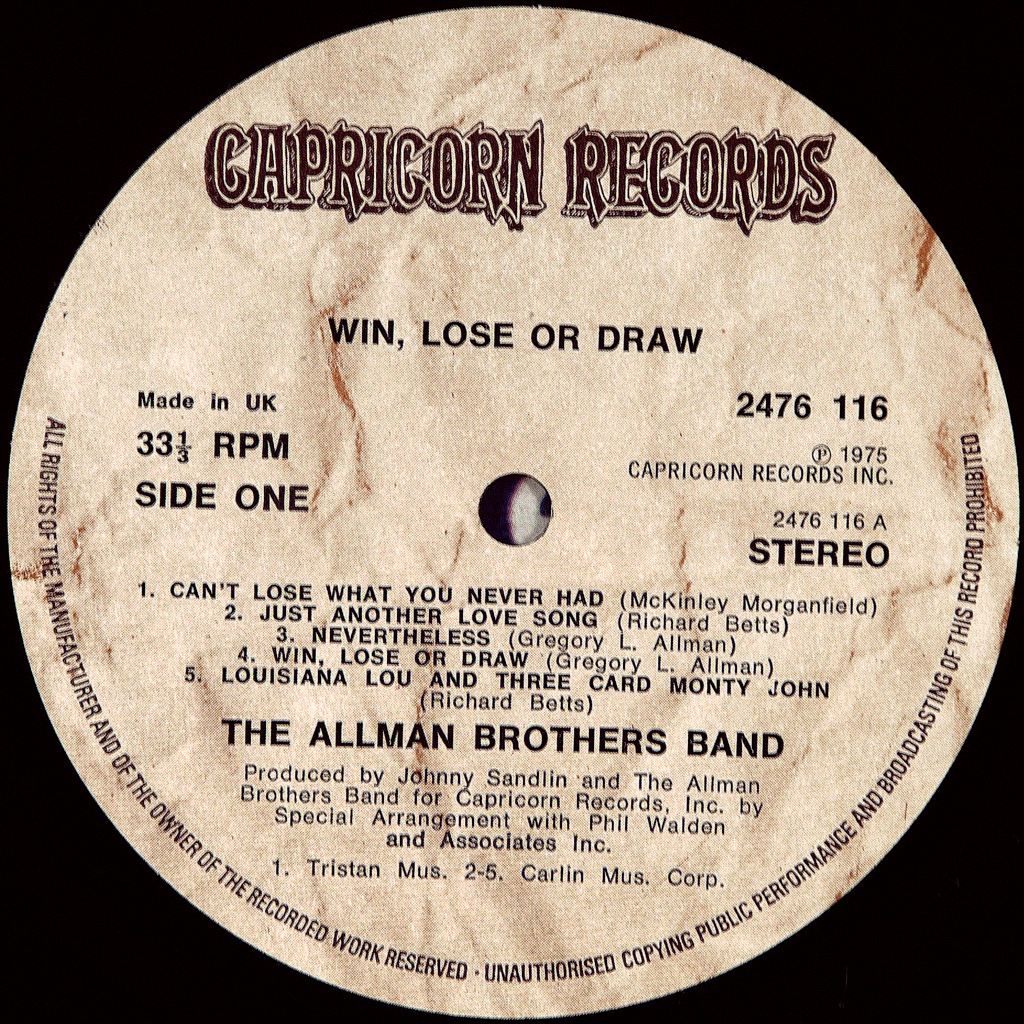 CAPRICORN RECORDS
WIN, LOSE OR DRAW
Made in UK
33⅓ RPM
SIDE ONE
2476 116
℗ 1975
CAPRICORN RECORDS INC.
2476 116 A
STEREO
1. CAN'T LOSE WHAT YOU NEVER HAD (McKinley Morganfield)
2. JUST ANOTHER LOVE SONG (Richard Betts)
3. NEVERTHELESS (Gregory L. Allman)
4. WIN, LOSE OR DRAW (Gregory L. Allman)
5. LOUISIANA LOU AND THREE CARD MONTY JOHN
(Richard Betts)
THE ALLMAN BROTHERS BAND
Produced by Johnny Sandlin and The Allman
Brothers Band for Capricorn Records, Inc. by
Special Arrangement with Phil Walden
and Associates Inc.
1. Tristan Mus. 2-5. Carlin Mus. Corp.
ALL RIGHTS OF THE MANUFACTURER AND OF THE OWNER OF THE RECORDED WORK RESERVED · UNAUTHORISED COPYING PUBLIC PERFORMANCE AND BROADCASTING OF THIS RECORD PROHIBITED